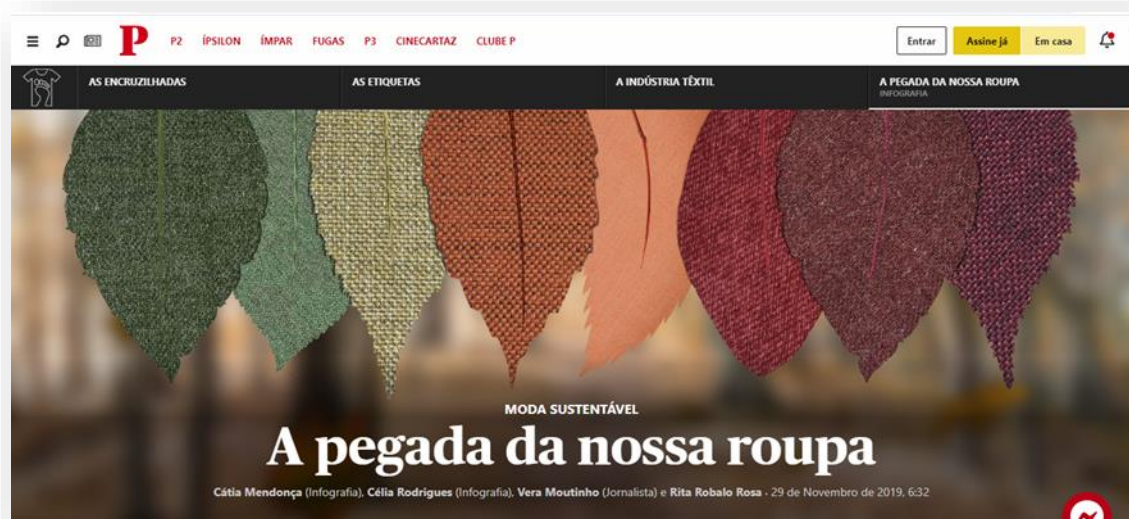 P P2 ÍPSILON ÍMPAR FUGAS P3 CINECARTAZ CLUBE P Entrar Assine já Em casa
AS ENCRUZILHADAS AS ETIQUETAS A INDÚSTRIA TÊXTIL A PEGADA DA NOSSA ROUPA
INFOGRAFIA
MODA SUSTENTÁVEL
A pegada da nossa roupa
Cátia Mendonça (Infografia), Célia Rodrigues (Infografia), Vera Moutinho (Jornalista) e Rita Robalo Rosa - 29 de Novembro de 2019, 6:32